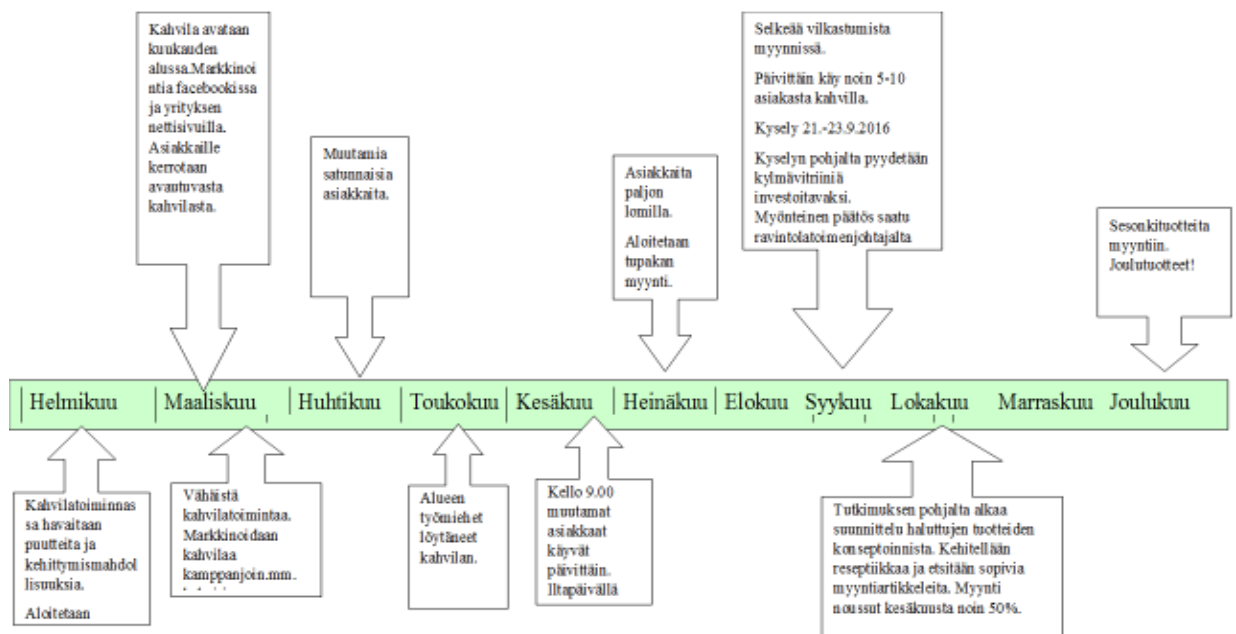 Kahvila avataan
kuukauden
alussa.Markkinoi
ntia facebookissa
ja yrityksen
nettisivuilla.
Asiakkaille
kerrotaan
avautuvasta
kahvilasta.
Muutamia
satunnaisia
asiakkaita.
Asiakkaita
paljon
lomilla.
Aloitetaan
tupakan
myynti.
Selkeää vilkastumista
myynnissä.
Päivittäin käy noin 5-10
asiakasta kahvilla.
Kysely 21.-23.9.2016
Kyselyn pohjalta pyydetään
kylmävitriiniä
investoitavaksi.
Myönteinen päätös saatu
ravintolatoimenjohtajalta
Sesonkituotteita
myyntiin.
Joulutuotteet!
Helmikuu Maaliskuu Huhtikuu Toukokuu Kesäkuu Heinäkuu Elokuu Syykuu Lokakuu Marraskuu Joulukuu
Kahvilatoiminnas
sa havaitaan
puutteita ja
kehittymismahdol
lisuuksia.
Aloitetaan
Vähäistä
kahvilatoimintaa.
Markkinoidaan
kahvilaa
kamppanjoin.mm.
Alueen
työmiehet
löytäneet
kahvilan.
Kello 9.00
muutamat
asiakkaat
käyvät
päivittäin.
Iltapäivällä
Tutkimuksen pohjalta alkaa
suunnittelu haluttujen tuotteiden
konseptoinnista. Kehitellään
reseptiikkaa ja etsitään sopivia
myyntiartikkeleita. Myynti
noussut kesäkuusta noin 50%.